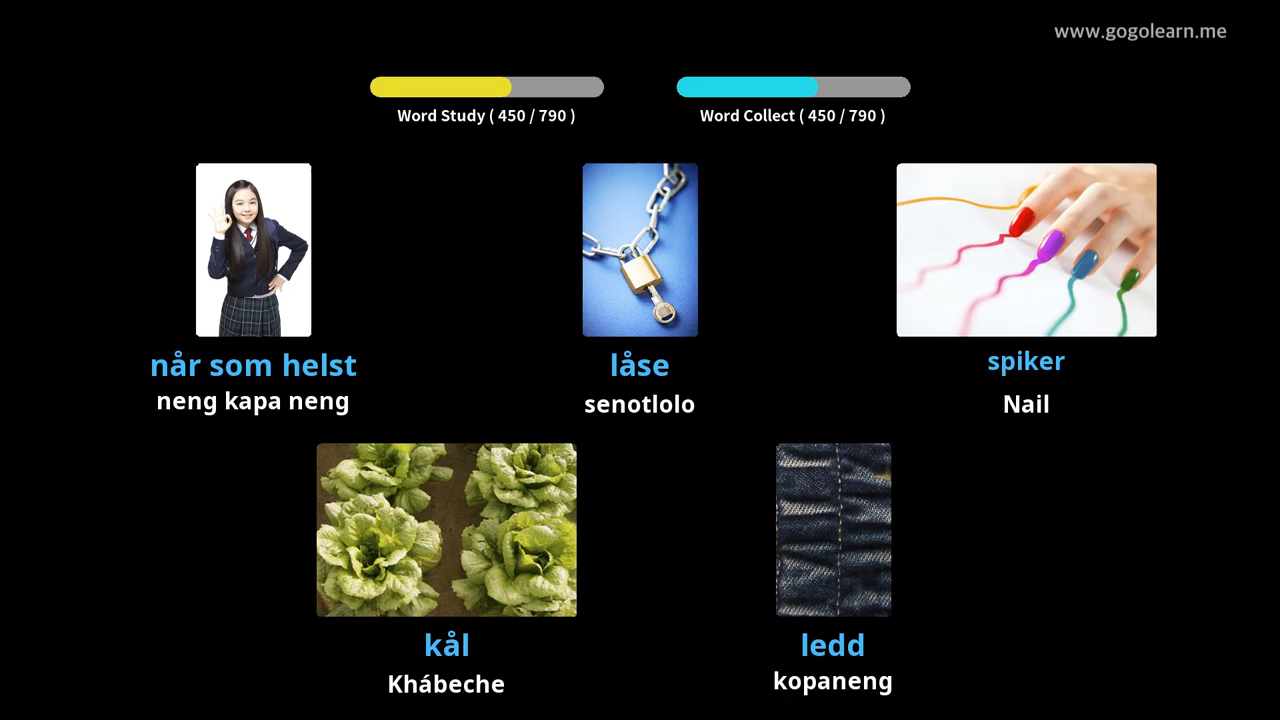 www.gogolearn.me
Word Study ( 450 / 790 )
Word Collect ( 450 / 790 )
når som helst
neng kapa neng
låse
senotlolo
spiker
Nail
kål
Khábeche
ledd
kopaneng